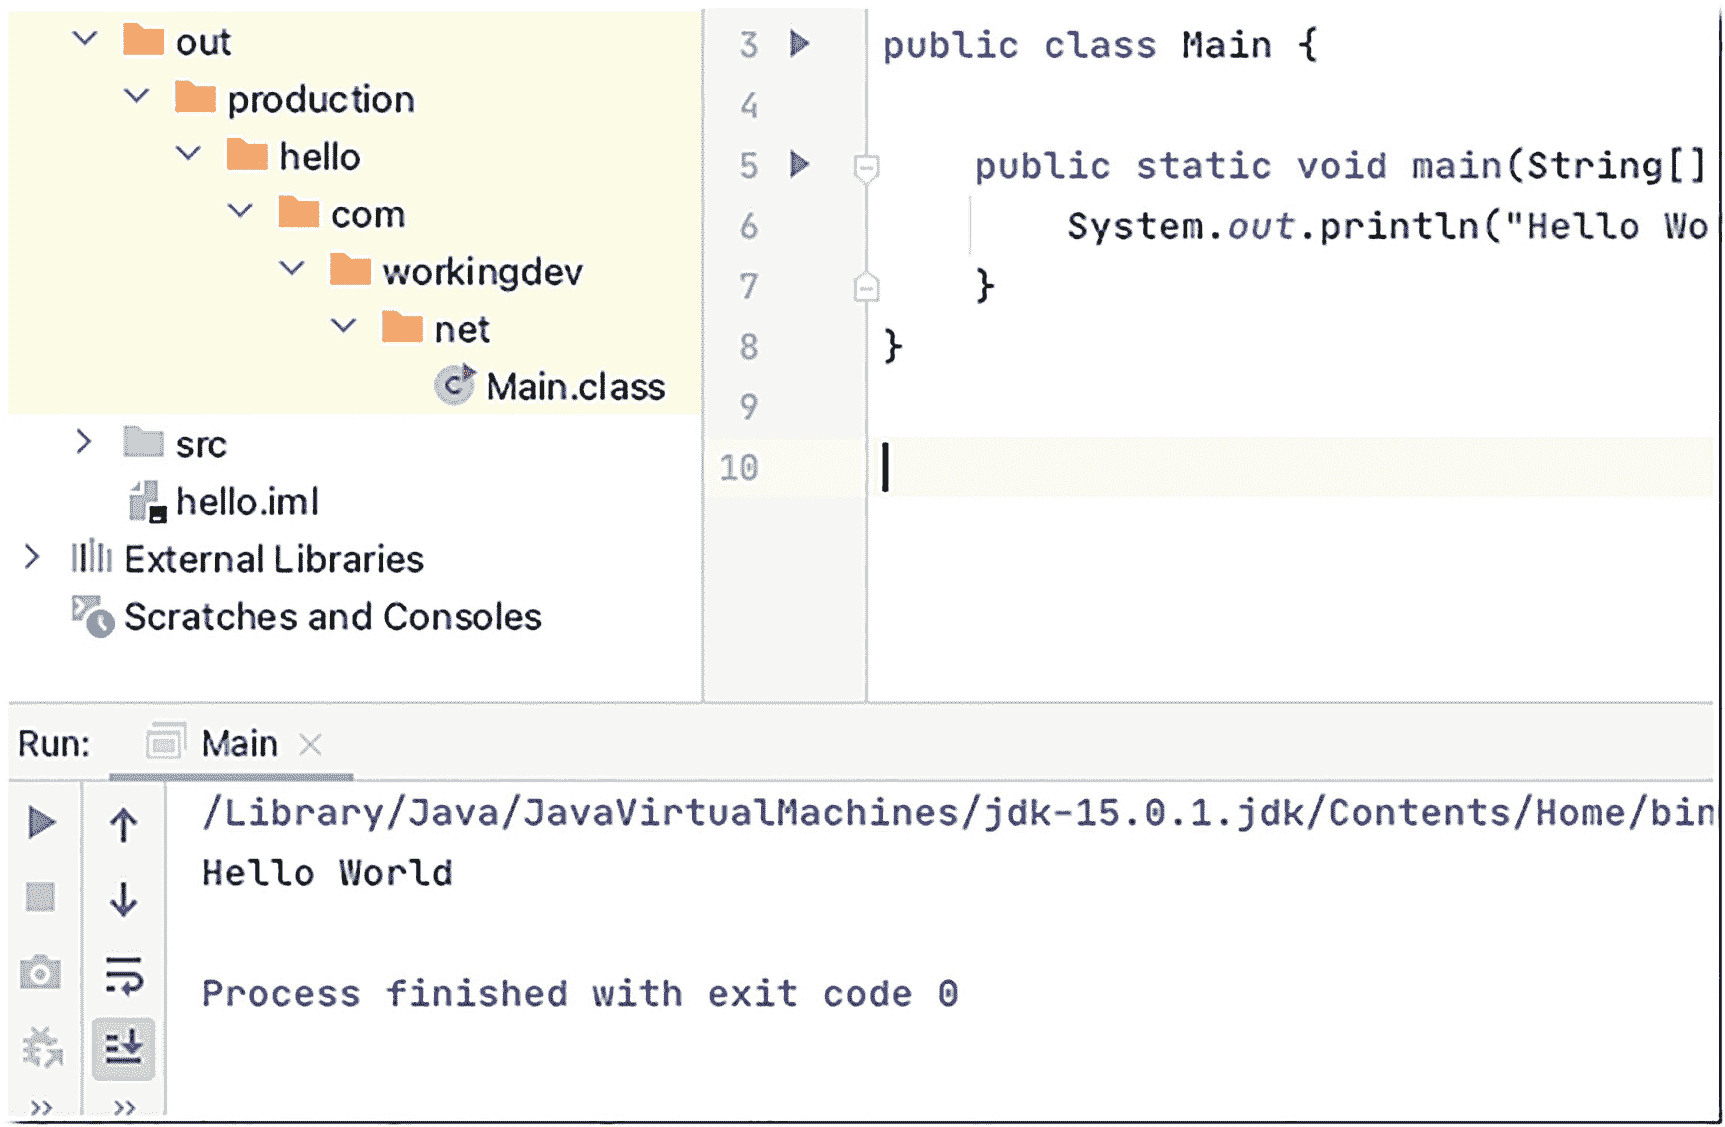 out
production
hello
com
workingdev
net
Main.class
src
hello.iml
External Libraries
Scratches and Consoles
3 public class Main {
4
5 public static void main(String[]
6 System.out.println("Hello Wo
7 }
8 }
9
10
Run: Main
/Library/Java/JavaVirtualMachines/jdk-15.0.1.jdk/Contents/Home/bin
Hello World
Process finished with exit code 0